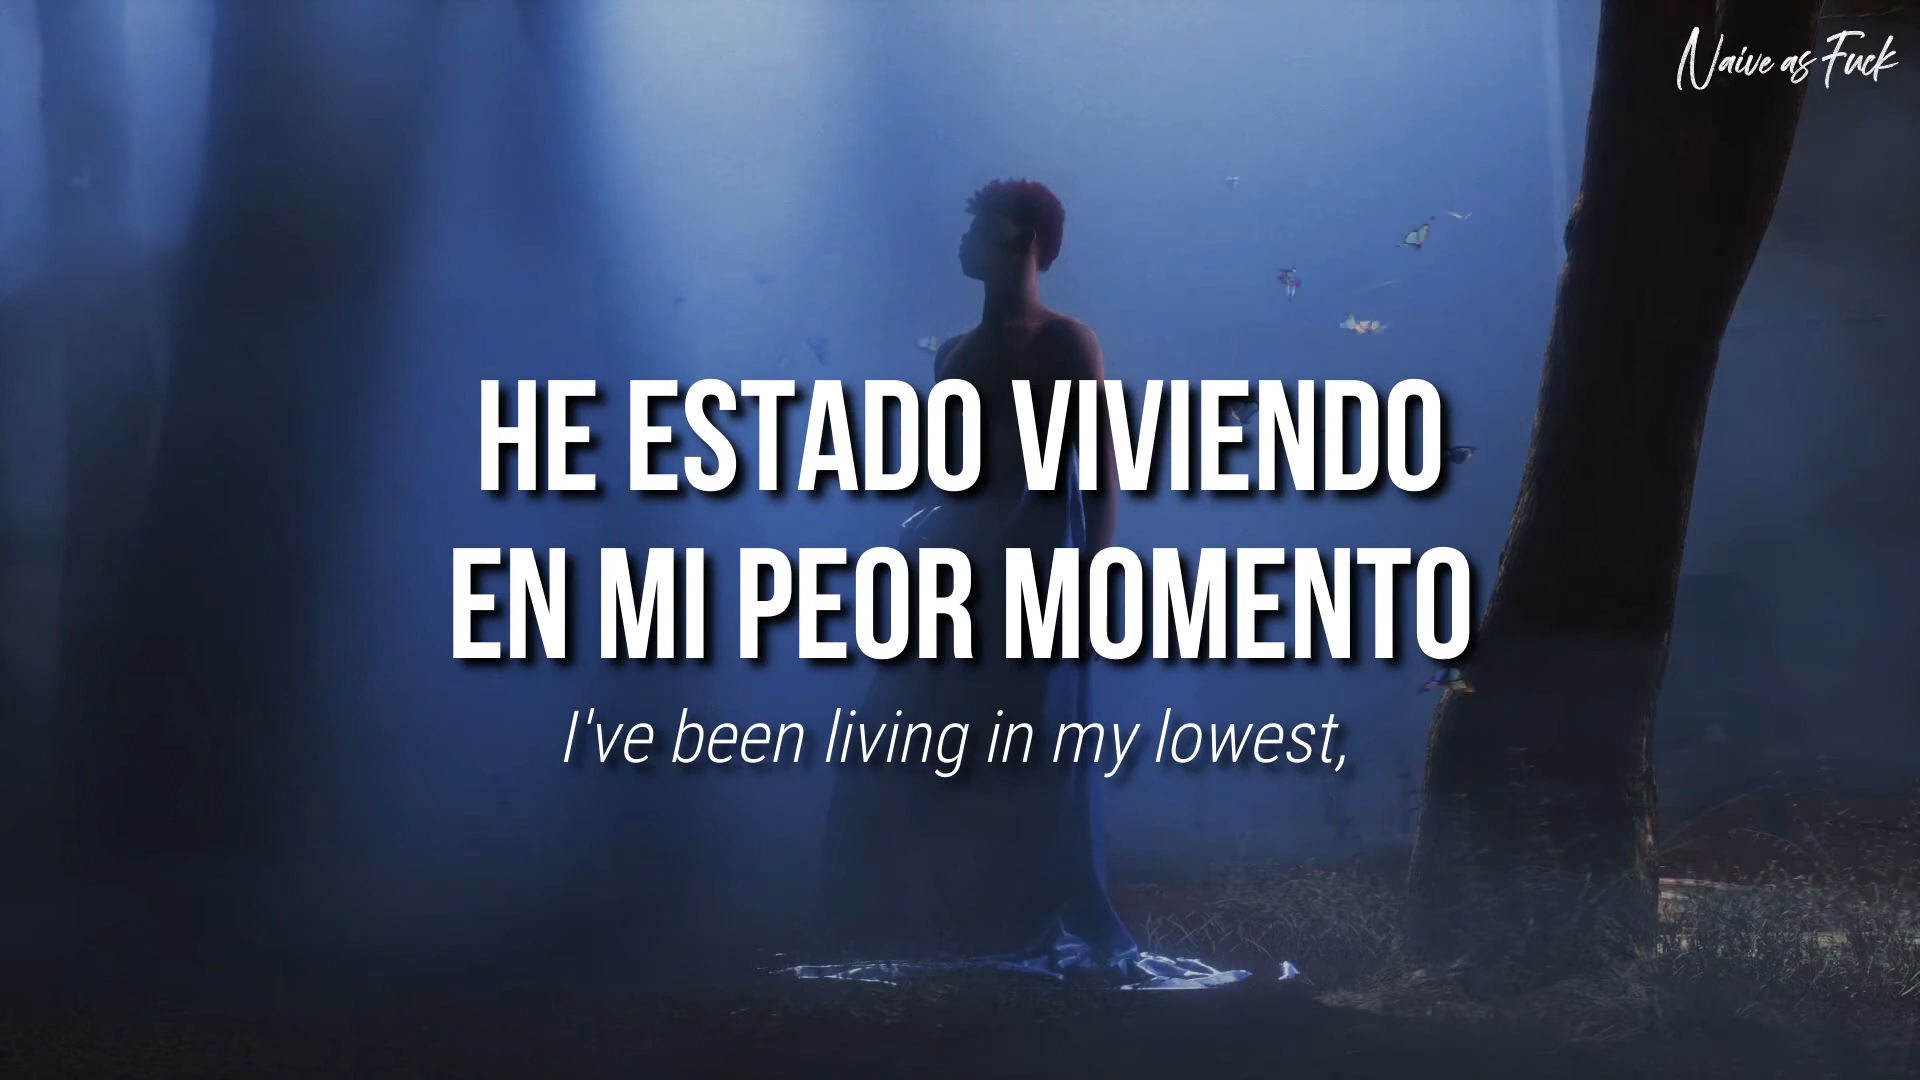 Naive as Fuck
HE ESTADO VIVIENDO
EN MI PEOR MOMENTO
I've been living in my lowest,